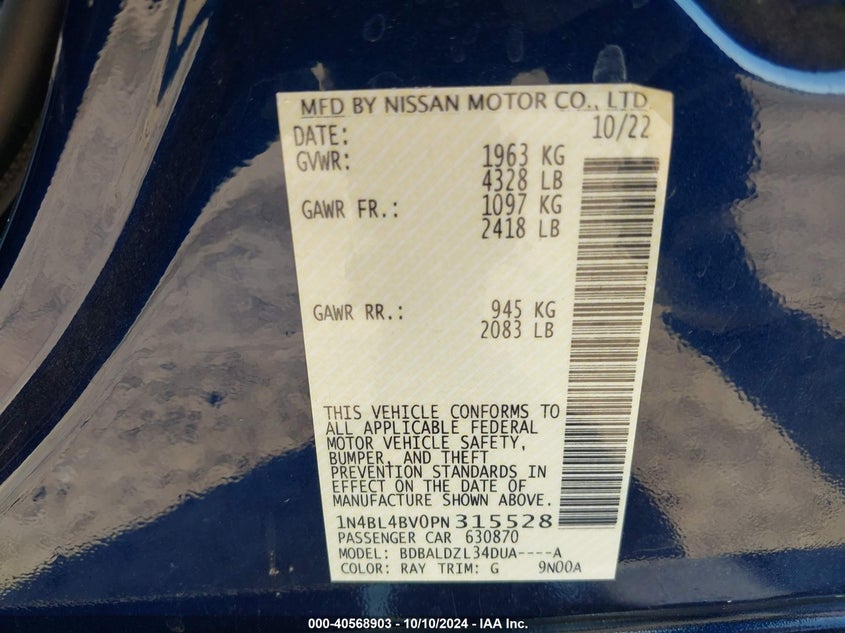 MFD BY NISSAN MOTOR CO., LTD.
DATE: 10/22
GVWR: 1963 KG
4328 LB
GAWR FR.: 1097 KG
2418 LB
GAWR RR.: 945 KG
2083 LB
THIS VEHICLE CONFORMS TO
ALL APPLICABLE FEDERAL
MOTOR VEHICLE SAFETY,
BUMPER, AND THEFT
PREVENTION STANDARDS IN
EFFECT ON THE DATE OF
MANUFACTURE SHOWN ABOVE.
1N4BL4BV0PN315528
PASSENGER CAR 630870
MODEL: BDBALDZL34DUA----A
COLOR: RAY TRIM: G 9N00A
000-40568903 - 10/10/2024 - IAA Inc.